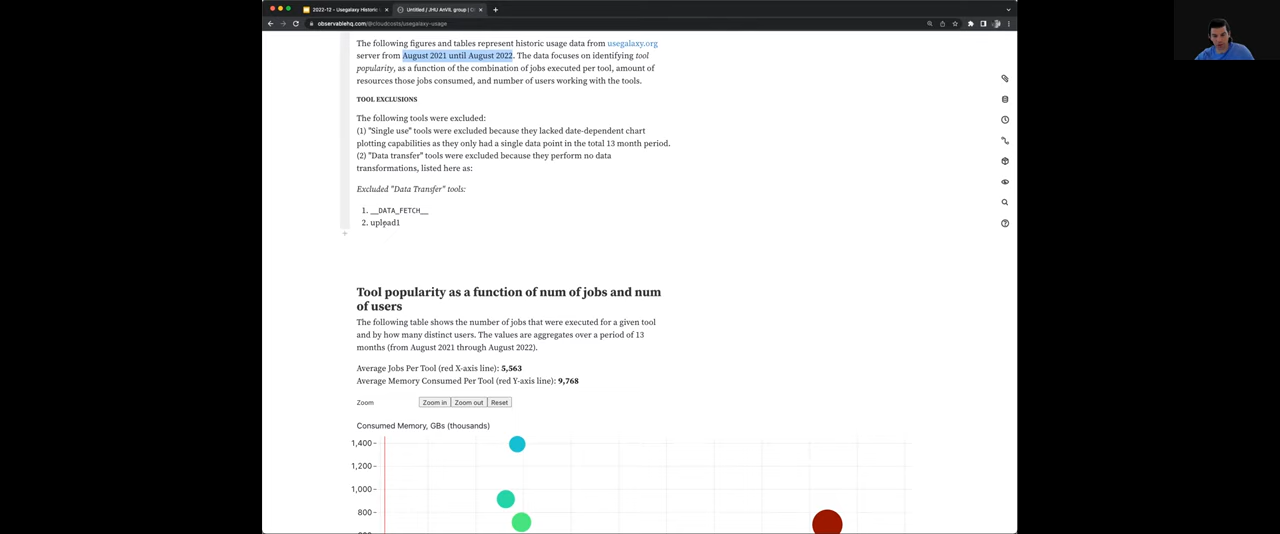 2022-12 - Usegalaxy Historic
Untitled / JHU AnVIL group | O
observablehq.com/@cloudcosts/usegalaxy-usage
The following figures and tables represent historic usage data from usegalaxy.org
server from August 2021 until August 2022. The data focuses on identifying tool
popularity, as a function of the combination of jobs executed per tool, amount of
resources those jobs consumed, and number of users working with the tools.
TOOL EXCLUSIONS
The following tools were excluded:
(1) "Single use" tools were excluded because they lacked date-dependent chart
plotting capabilities as they only had a single data point in the total 13 month period.
(2) "Data transfer" tools were excluded because they perform no data
transformations, listed here as:
Excluded "Data Transfer" tools:
1. __DATA_FETCH__
2. upload1
Tool popularity as a function of num of jobs and num
of users
The following table shows the number of jobs that were executed for a given tool
and by how many distinct users. The values are aggregates over a period of 13
months (from August 2021 through August 2022).
Average Jobs Per Tool (red X-axis line): 5,563
Average Memory Consumed Per Tool (red Y-axis line): 9,768
Zoom Zoom in Zoom out Reset
Consumed Memory, GBs (thousands)
1,400
1,200
1,000
800